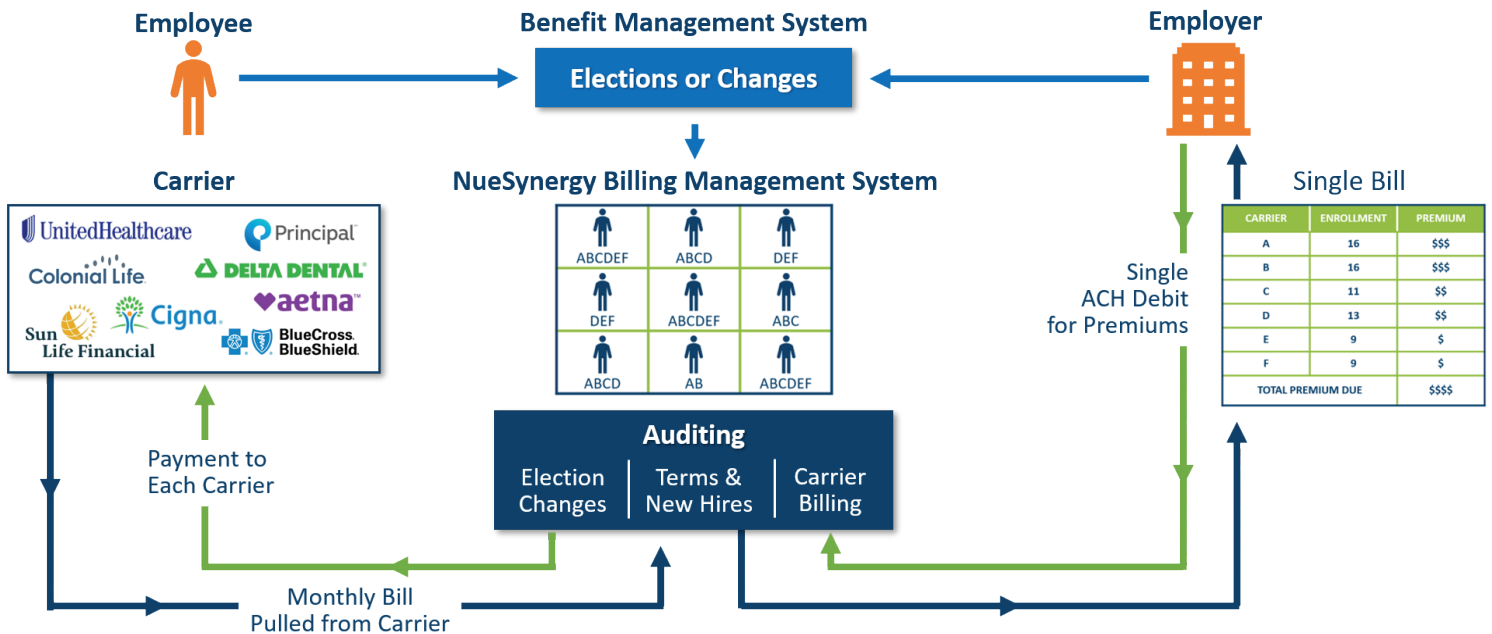 Employee
Benefit Management System
Employer
Elections or Changes
Carrier
NueSynergy Billing Management System
Single Bill
UnitedHealthcare
Principal™
Colonial Life.
DELTA DENTAL®
aetna™
Cigna.
Sun
Life Financial
BlueCross
BlueShield.
ABCDEF
ABCD
DEF
DEF
ABCDEF
ABC
ABCD
AB
ABCDEF
CARRIER ENROLLMENT PREMIUM
A 16 $$$
B 16 $$$
C 11 $$
D 13 $$
E 9 $
F 9 $
TOTAL PREMIUM DUE $$$$
Single
ACH Debit
for Premiums
Auditing
Election
Changes
Terms &
New Hires
Carrier
Billing
Payment to
Each Carrier
Monthly Bill
Pulled from Carrier